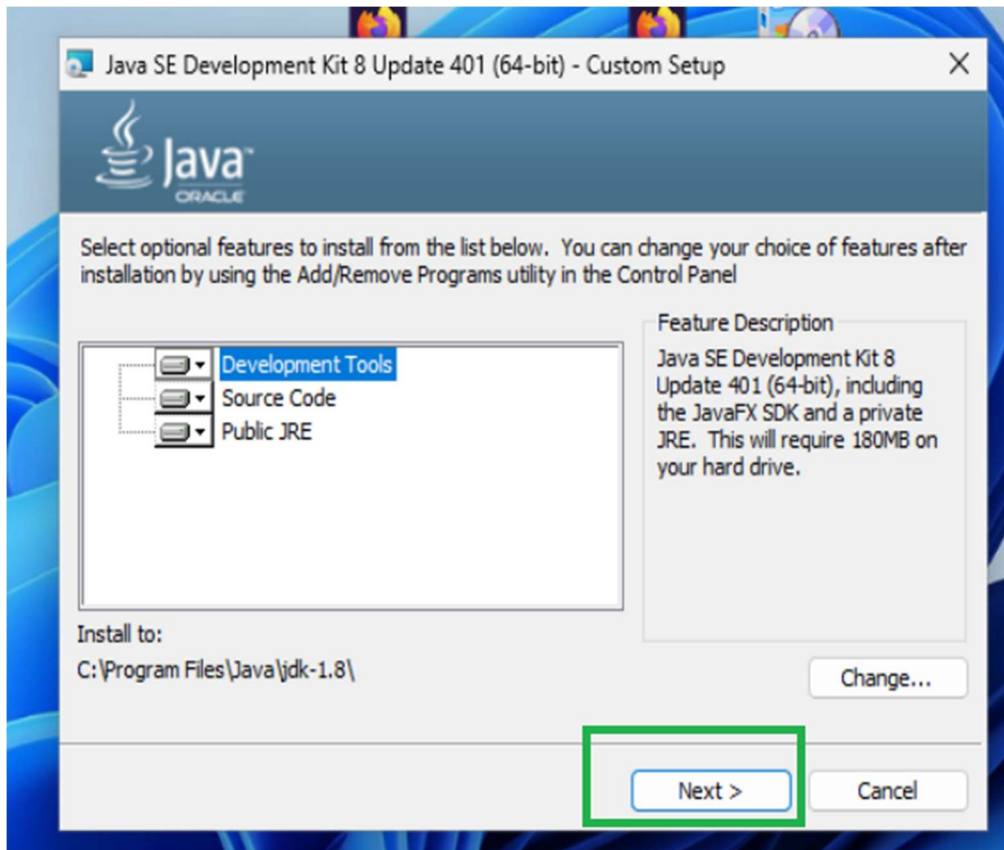 Java SE Development Kit 8 Update 401 (64-bit) - Custom Setup
Java™
ORACLE
Select optional features to install from the list below. You can change your choice of features after
installation by using the Add/Remove Programs utility in the Control Panel
Development Tools
Source Code
Public JRE
Feature Description
Java SE Development Kit 8
Update 401 (64-bit), including
the JavaFX SDK and a private
JRE. This will require 180MB on
your hard drive.
Install to:
C:\Program Files\Java\jdk-1.8\
Change...
Next >
Cancel